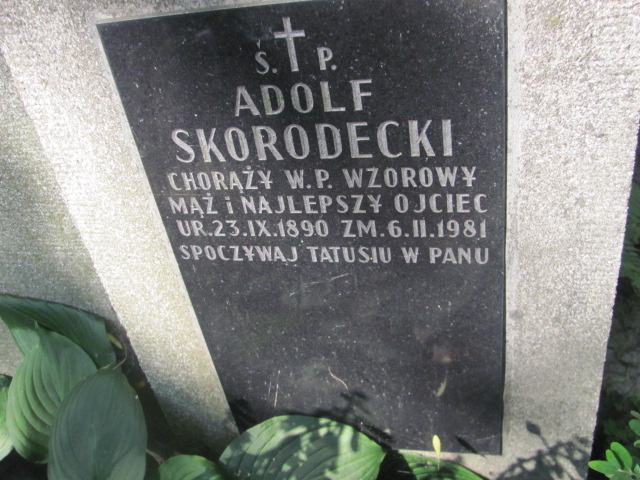 Ś. P.
ADOLF
SKORODECKI
CHORĄŻY W.P. WZOROWY
MĄŻ i NAJLEPSZY OJCIEC
UR.23.IX.1890 ZM.6.II.1981
SPOCZYWAJ TATUSIU W PANU